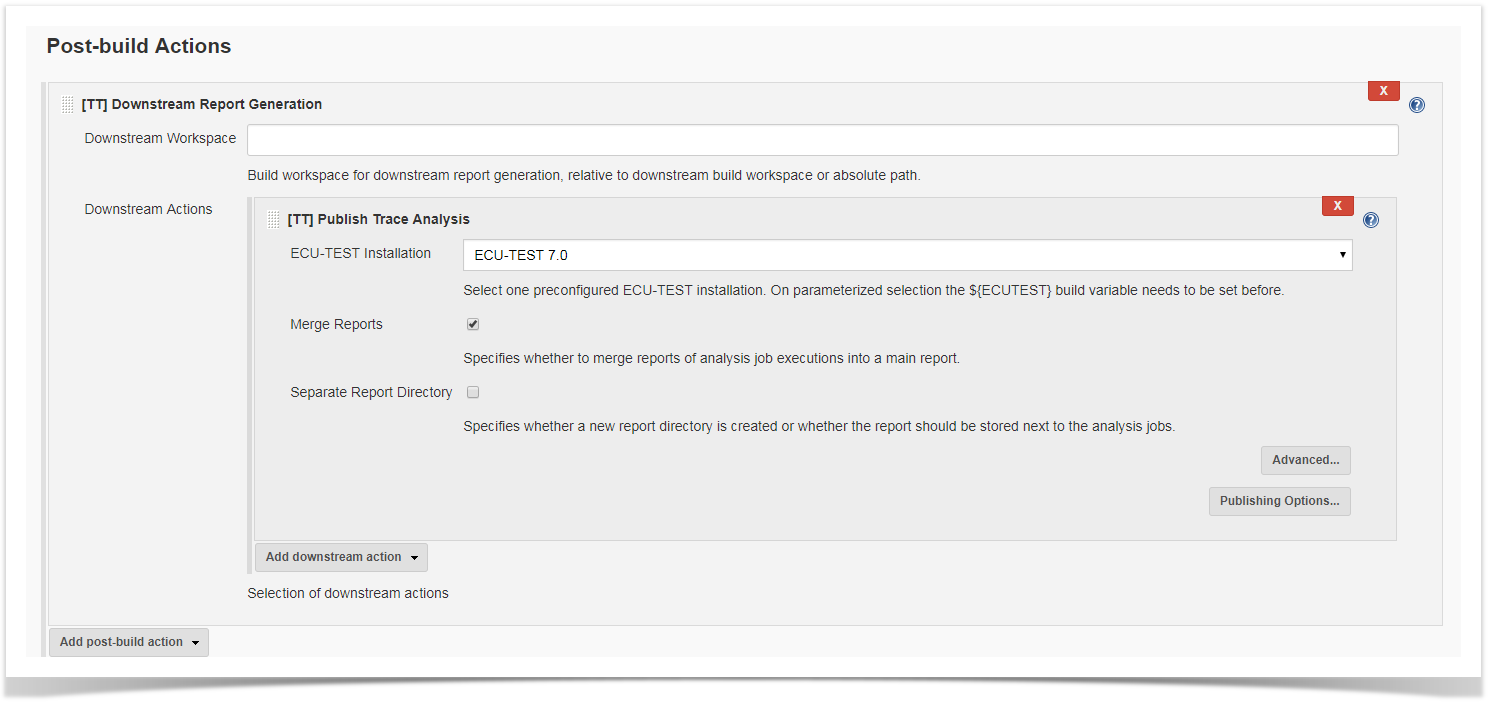 Post-build Actions
[TT] Downstream Report Generation
X
?
Downstream Workspace
Build workspace for downstream report generation, relative to downstream build workspace or absolute path.
Downstream Actions
[TT] Publish Trace Analysis
X
?
ECU-TEST Installation
ECU-TEST 7.0
Select one preconfigured ECU-TEST installation. On parameterized selection the ${ECUTEST} build variable needs to be set before.
Merge Reports
Specifies whether to merge reports of analysis job executions into a main report.
Separate Report Directory
Specifies whether a new report directory is created or whether the report should be stored next to the analysis jobs.
Advanced...
Publishing Options...
Add downstream action
Selection of downstream actions
Add post-build action